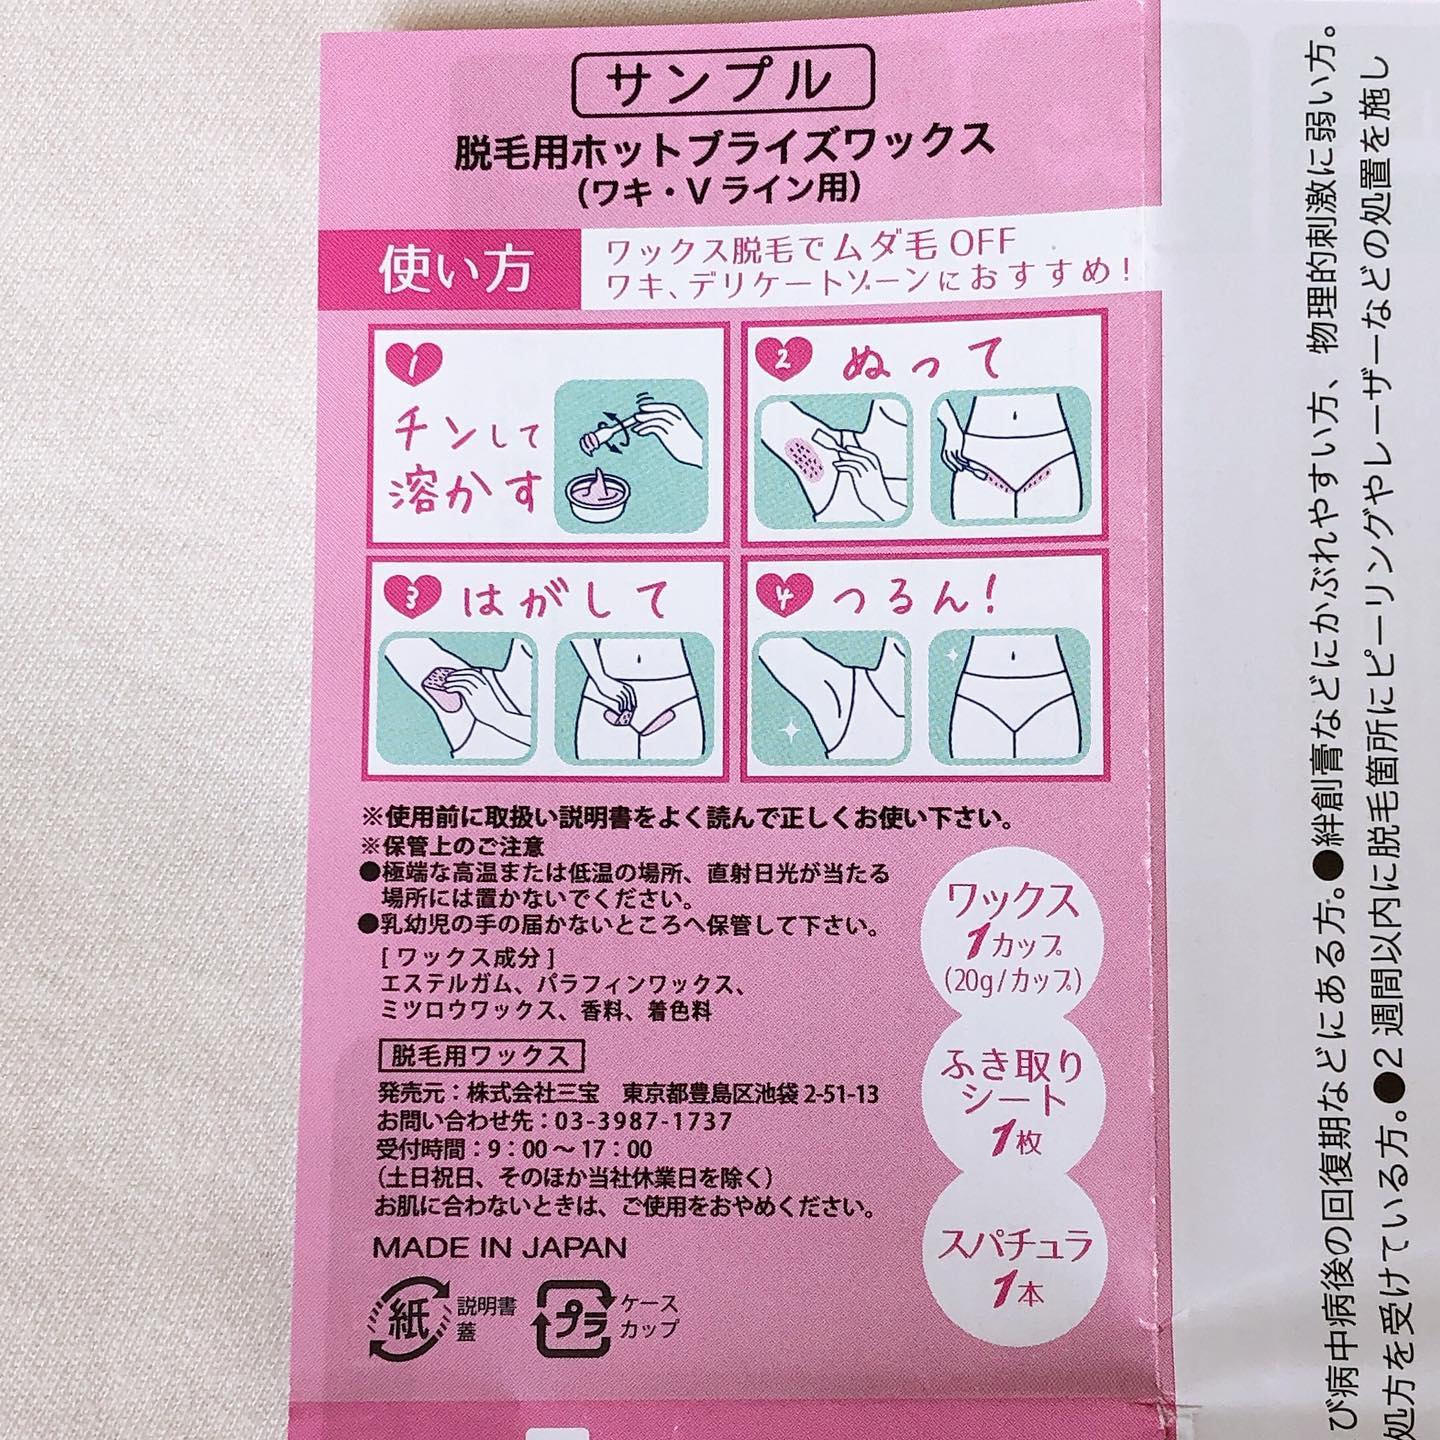 サンプル
脱毛用ホットブライズワックス
(ワキ・Vライン用)
使い方
ワックス脱毛でムダ毛OFF
ワキ、デリケートゾーンにおすすめ!
1
チンして
溶かす
2 ぬって
3 はがして
4 つるん!
※使用前に取扱い説明書をよく読んで正しくお使い下さい。
※保管上のご注意
●極端な高温または低温の場所、直射日光が当たる
場所には置かないでください。
●乳幼児の手の届かないところへ保管して下さい。
[ワックス成分]
エステルガム、パラフィンワックス、
ミツロウワックス、香料、着色料
脱毛用ワックス
発売元:株式会社三宝 東京都豊島区池袋2-51-13
お問い合わせ先:03-3987-1737
受付時間:9:00〜17:00
(土日祝日、そのほか当社休業日を除く)
お肌に合わないときは、ご使用をおやめください。
MADE IN JAPAN
紙
説明書
蓋
プラ
ケース
カップ
ワックス
1カップ
(20g/カップ)
ふき取り
シート
1枚
スパチュラ
1本
び病中病後の回復期などにある方。●絆創膏などにかぶれやすい方、物理的刺激に弱い方。
処方を受けている方。●2週間以内に脱毛箇所にピーリングやレーザーなどの処置を施し